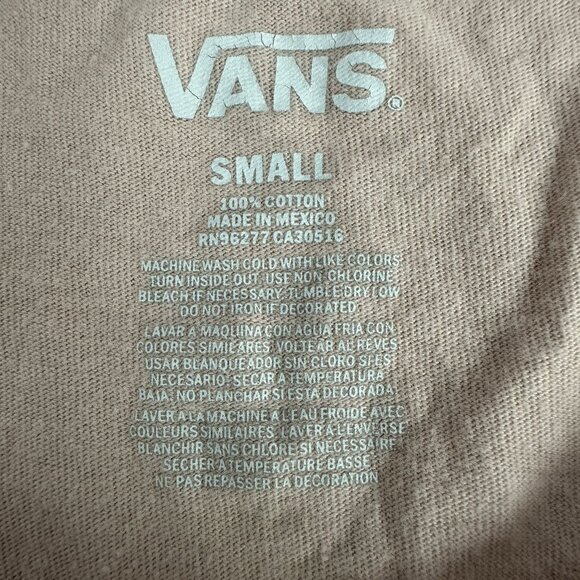 VANS®
SMALL
100% COTTON
MADE IN MEXICO
RN96277 CA30516
MACHINE WASH COLD WITH LIKE COLORS
TURN INSIDE OUT, USE NON-CHLORINE
BLEACH IF NECESSARY, TUMBLE DRY LOW
DO NOT IRON IF DECORATED
LAVAR A MAQUINA CON AGUA FRIA CON
COLORES SIMILARES, VOLTEAR AL REVES
USAR BLANQUEADOR SIN CLORO SI ES
NECESARIO- SECAR A TEMPERATURA
BAJA, NO PLANCHAR SI ESTA DECORADA
LAVER A LA MACHINE A L'EAU FROIDE AVEC
COULEURS SIMILAIRES, LAVER A L'ENVERSE
BLANCHIR SANS CHLORE SI NECESSAIRE
SECHER A TEMPERATURE BASSE
NE PAS REPASSER LA DECORATION